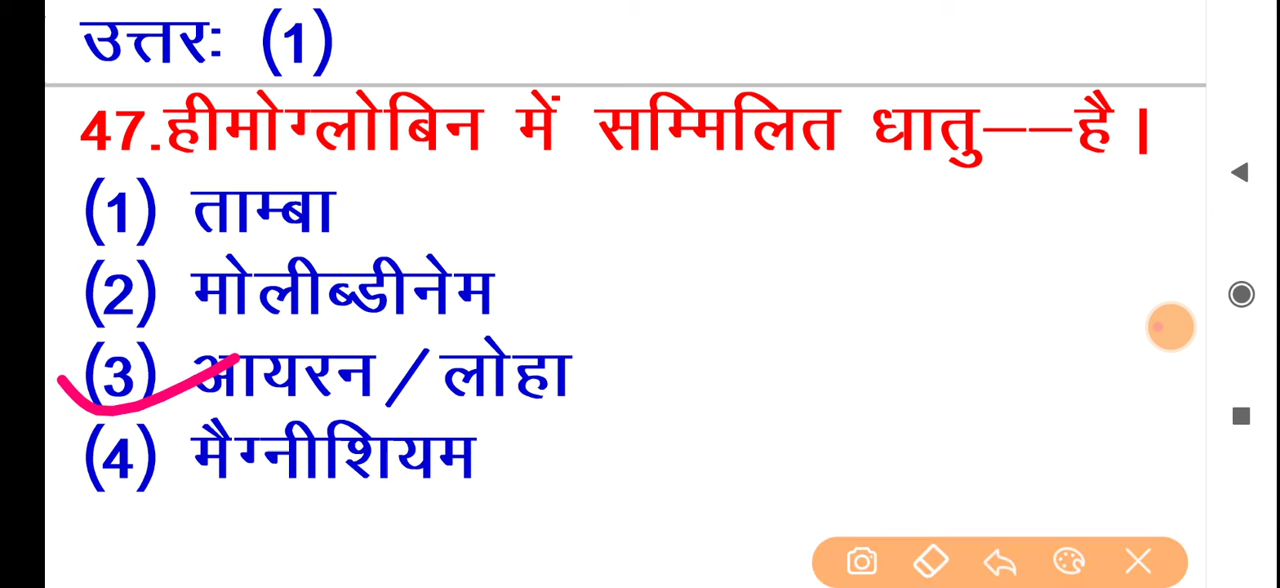 उत्तरः (1)
47.हीमोग्लोबिन में सम्मिलित धातु——है।
(1) ताम्बा
(2) मोलीब्डीनेम
(3) आयरन/लोहा
(4) मैग्नीशियम